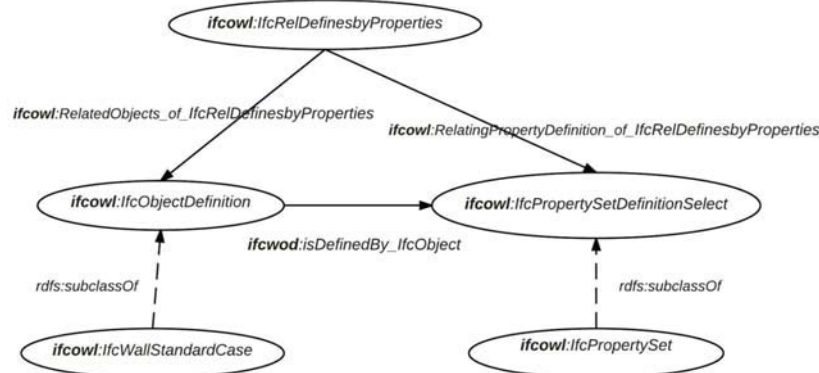 ifcowl:IfcRelDefinesbyProperties
ifcowl:RelatedObjects_of_IfcRelDefinesbyProperties
ifcowl:RelatingPropertyDefinition_of_IfcRelDefinesbyProperties
ifcowl:IfcObjectDefinition
ifcowl:IfcPropertySetDefinitionSelect
ifcwod:isDefinedBy_IfcObject
rdfs:subclassOf
rdfs:subclassOf
ifcowl:IfcWallStandardCase
ifcowl:IfcPropertySet